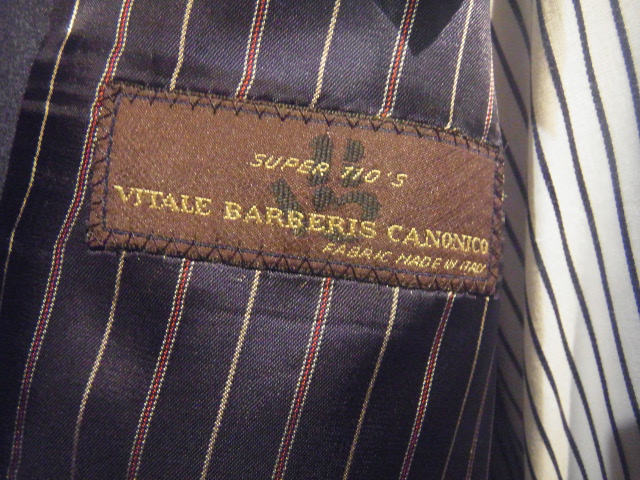 SUPER 110'S
VITALE BARBERIS CANONICO
FABRIC MADE IN ITALY